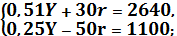 {0,51Y + 30r = 2640,
{0,25Y − 50r = 1100;